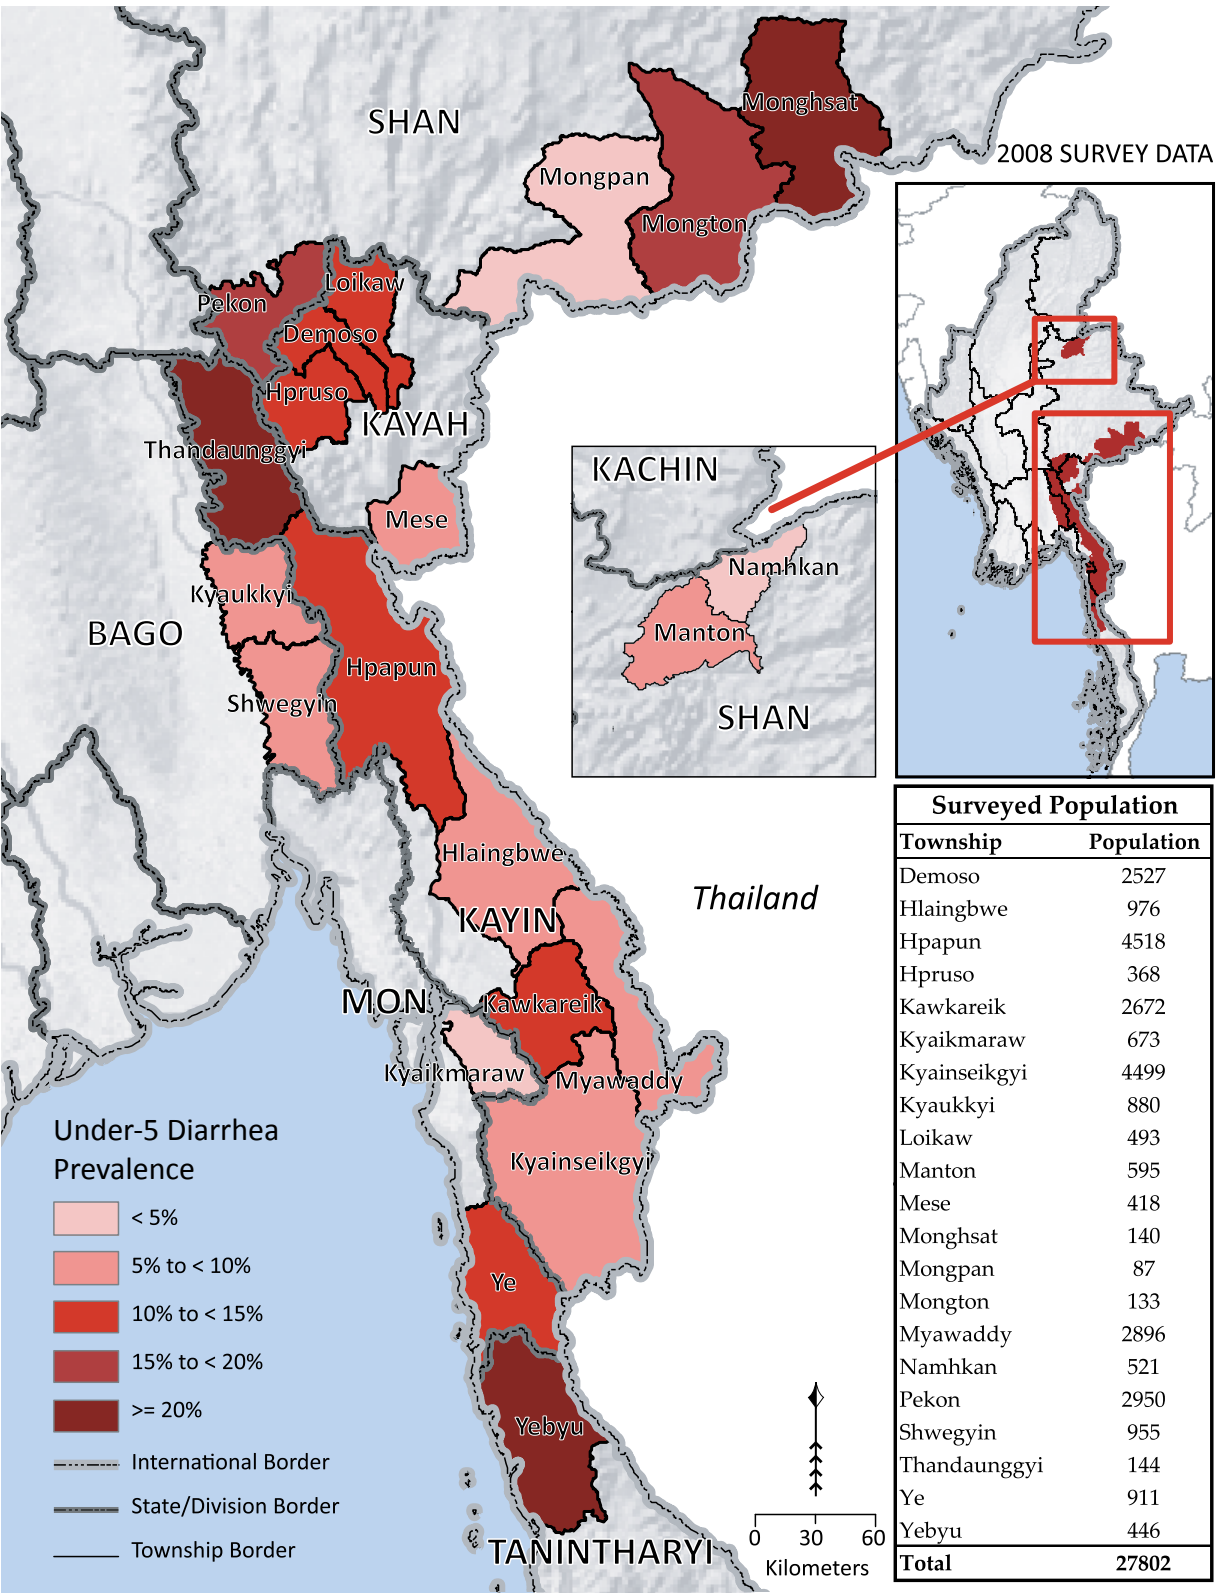 SHAN
Monghsat
2008 SURVEY DATA
Mongpan
Mongton
Loikaw
Pekon
Demoso
Hpruso
KAYAH
Thandaunggyi
Mese
KACHIN
Namhkan
Manton
SHAN
Kyaukkyi
BAGO
Hpapun
Shwegyin
Hlaingbwe
KAYIN
Thailand
MON
Kawkareik
Kyaikmaraw
Myawaddy
Kyainseikgyi
Ye
Yebyu
TANINTHARYI
Under-5 Diarrhea
Prevalence
< 5%
5% to < 10%
10% to < 15%
15% to < 20%
>= 20%
International Border
State/Division Border
Township Border
0 30 60
Kilometers
Surveyed Population
Township Population
Demoso 2527
Hlaingbwe 976
Hpapun 4518
Hpruso 368
Kawkareik 2672
Kyaikmaraw 673
Kyainseikgyi 4499
Kyaukkyi 880
Loikaw 493
Manton 595
Mese 418
Monghsat 140
Mongpan 87
Mongton 133
Myawaddy 2896
Namhkan 521
Pekon 2950
Shwegyin 955
Thandaunggyi 144
Ye 911
Yebyu 446
Total 27802